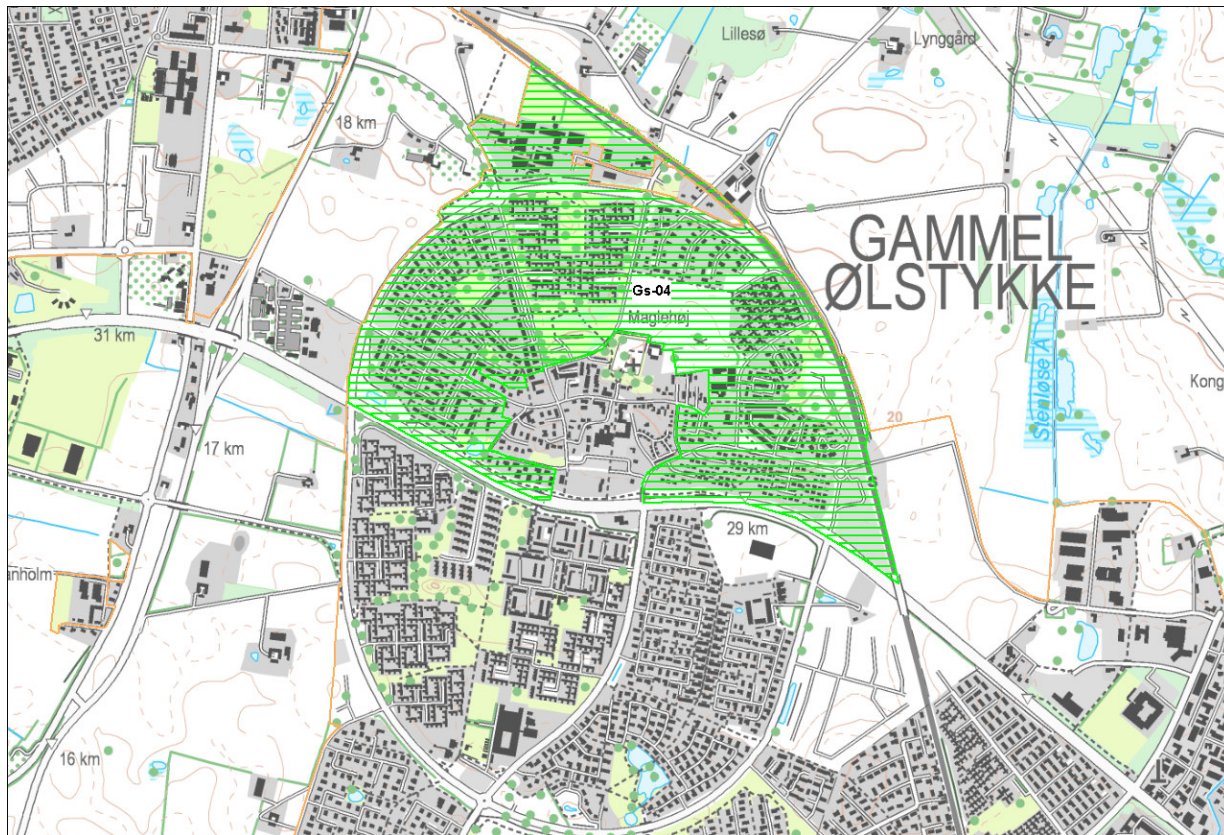 Lillesø
Lynggård
18 km
GAMMEL
ØLSTYKKE
Gs-04
Maglehøj
31 km
Stenløse Å
Kong
20
17 km
29 km
anholm
16 km